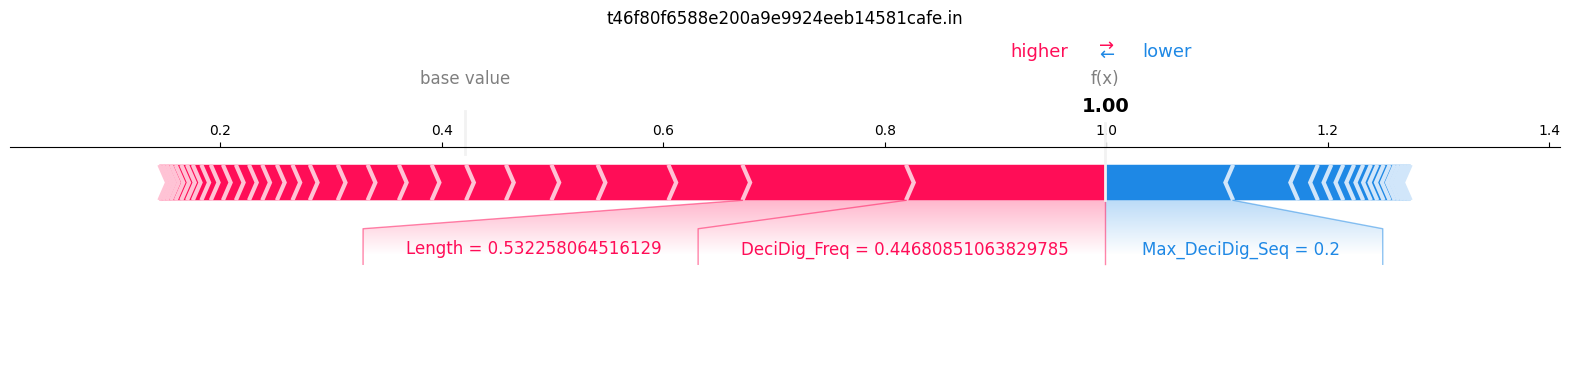 t46f80f6588e200a9e9924eeb14581cafe.in
higher ⇄ lower
base value f(x)
1.00
0.2 0.4 0.6 0.8 1.0 1.2 1.4
Length = 0.532258064516129 DeciDig_Freq = 0.44680851063829785 Max_DeciDig_Seq = 0.2